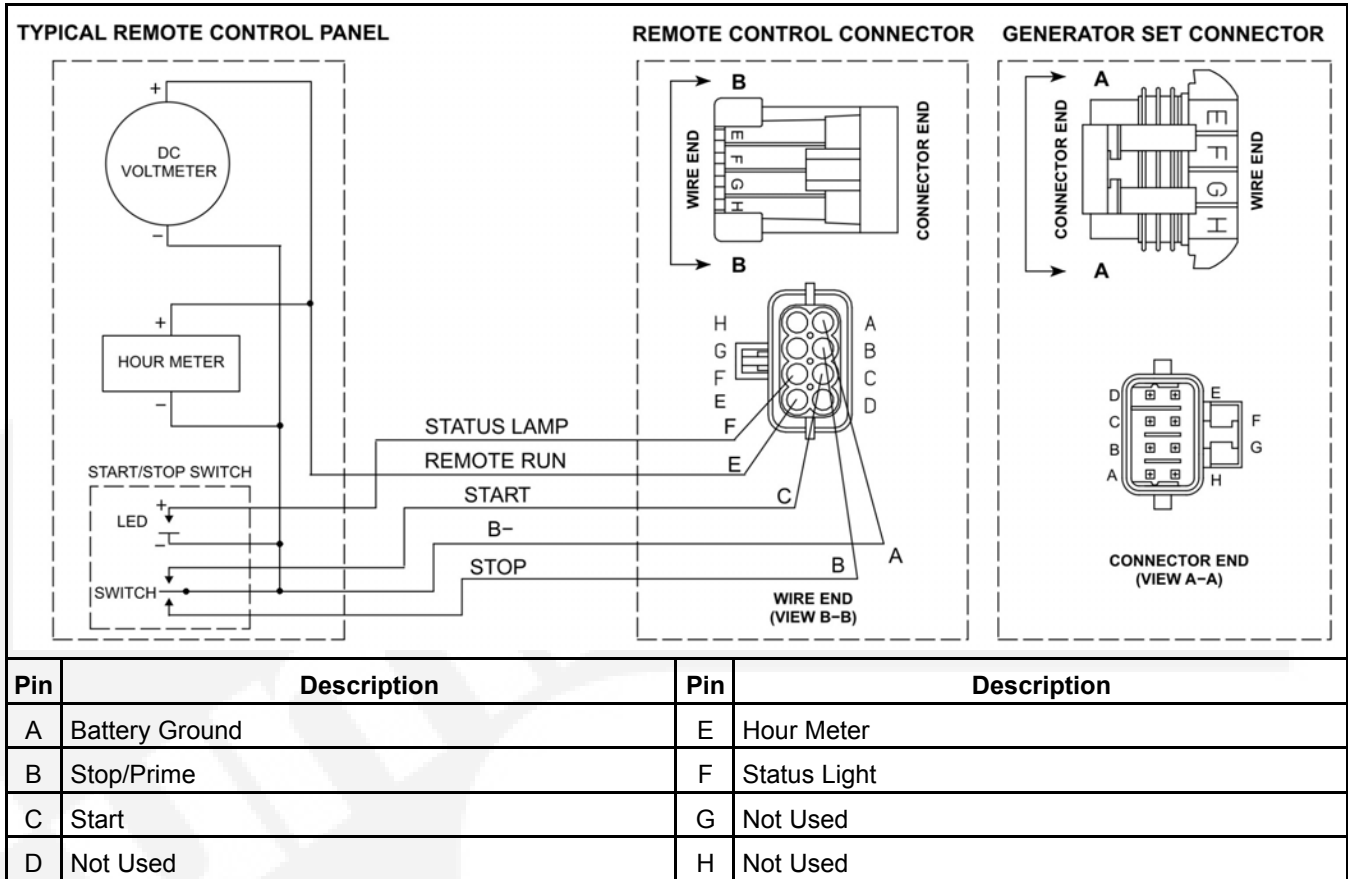 TYPICAL REMOTE CONTROL PANEL
REMOTE CONTROL CONNECTOR
GENERATOR SET CONNECTOR
+
DC
VOLTMETER
−
+
HOUR METER
−
START/STOP SWITCH
LED
+
−
SWITCH
STATUS LAMP
REMOTE RUN
START
B−
STOP
F
E
C
B
A
B
WIRE END
E
F
G
H
CONNECTOR END
B
H
G
F
E
A
B
C
D
WIRE END
(VIEW B−B)
A
CONNECTOR END
E
F
G
H
WIRE END
A
D
C
B
A
E
F
G
H
CONNECTOR END
(VIEW A−A)
Pin Description Pin Description
A Battery Ground E Hour Meter
B Stop/Prime F Status Light
C Start G Not Used
D Not Used H Not Used